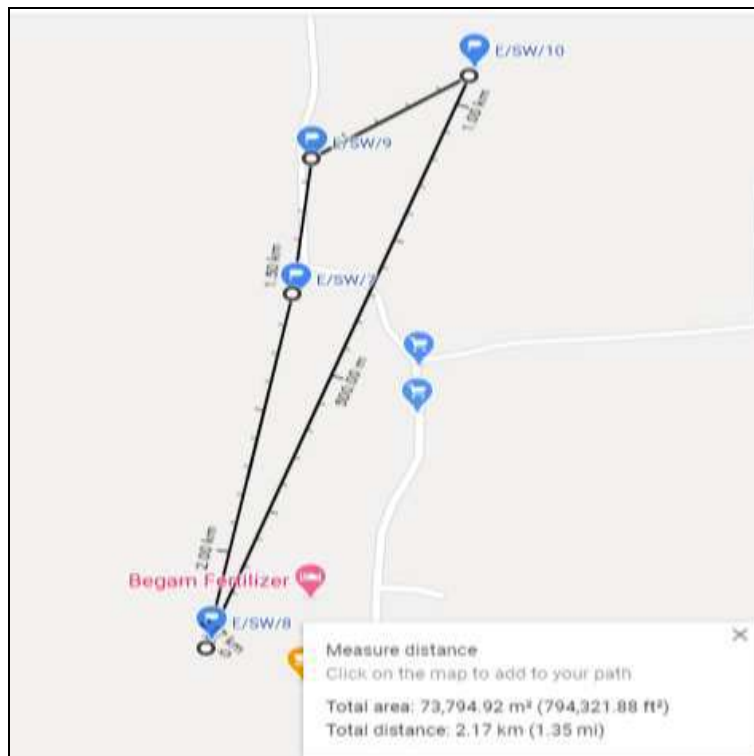 E/SW/10
1.00 km
E/SW/9
1.50 km
E/SW/7
500.00 m
2.00 km
Begam Fertilizer
E/SW/8
Measure distance
Click on the map to add to your path
Total area: 73,794.92 m² (794,321.88 ft²)
Total distance: 2.17 km (1.35 mi)